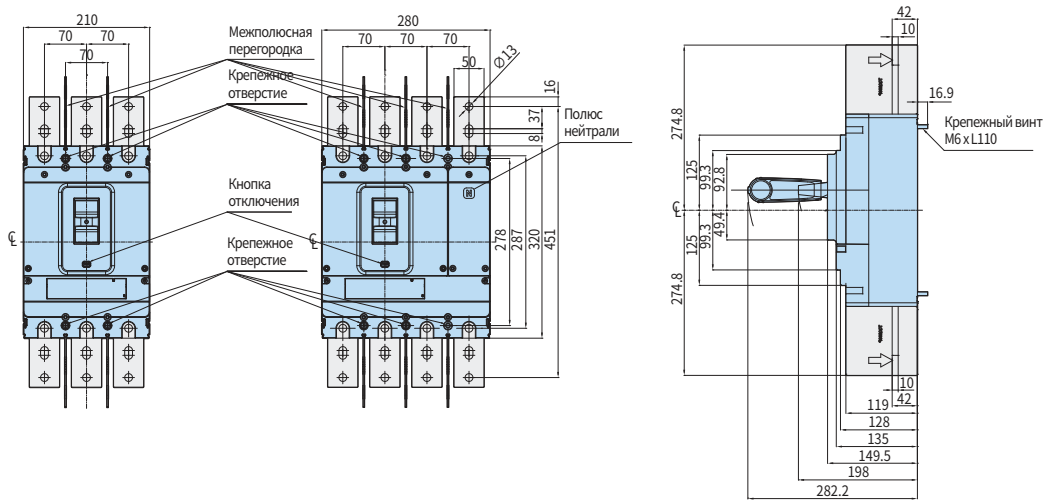 210
70
70
70
Межполюсная
перегородка
Крепежное
отверстие
Кнопка
отключения
Крепежное
отверстие
℄
280
70
70
70
50
Ø13
16
37
8
Полюс
нейтрали
N
℄
278
287
320
451
42
10
16.9
Крепежный винт
M6 x L110
274.8
125
99.3
92.8
℄
49.4
99.3
125
274.8
10
42
119
128
135
149.5
198
282.2